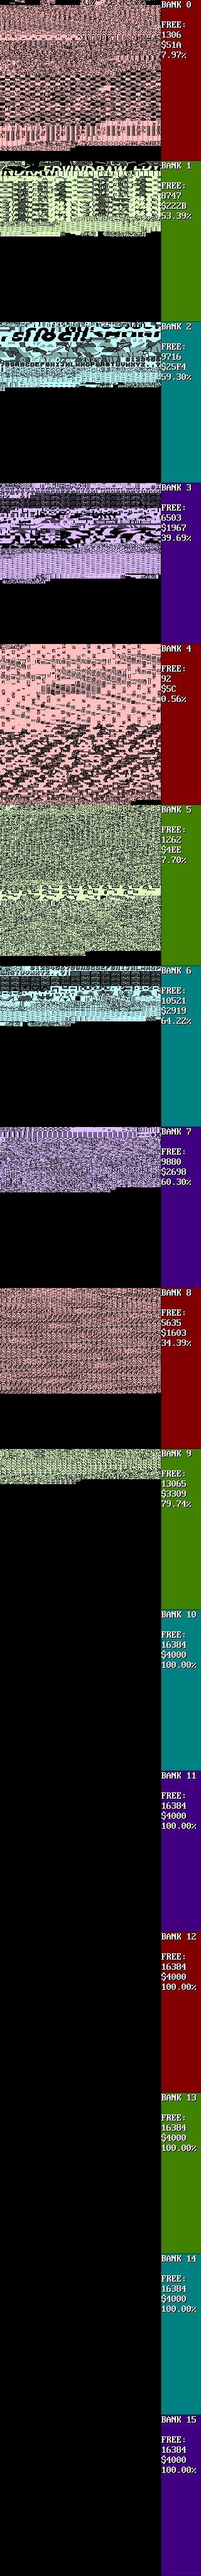 BANK 0
FREE:
1306
$51A
7.97%
BANK 1
FREE:
8747
$222B
53.39%
BANK 2
FREE:
9716
$25F4
59.30%
BANK 3
FREE:
6503
$1967
39.69%
BANK 4
FREE:
92
$5C
0.56%
BANK 5
FREE:
1262
$4EE
7.70%
BANK 6
FREE:
10521
$2919
64.22%
BANK 7
FREE:
9880
$2698
60.30%
BANK 8
FREE:
5635
$1603
34.39%
BANK 9
FREE:
13065
$3309
79.74%
BANK 10
FREE:
16384
$4000
100.00%
BANK 11
FREE:
16384
$4000
100.00%
BANK 12
FREE:
16384
$4000
100.00%
BANK 13
FREE:
16384
$4000
100.00%
BANK 14
FREE:
16384
$4000
100.00%
BANK 15
FREE:
16384
$4000
100.00%